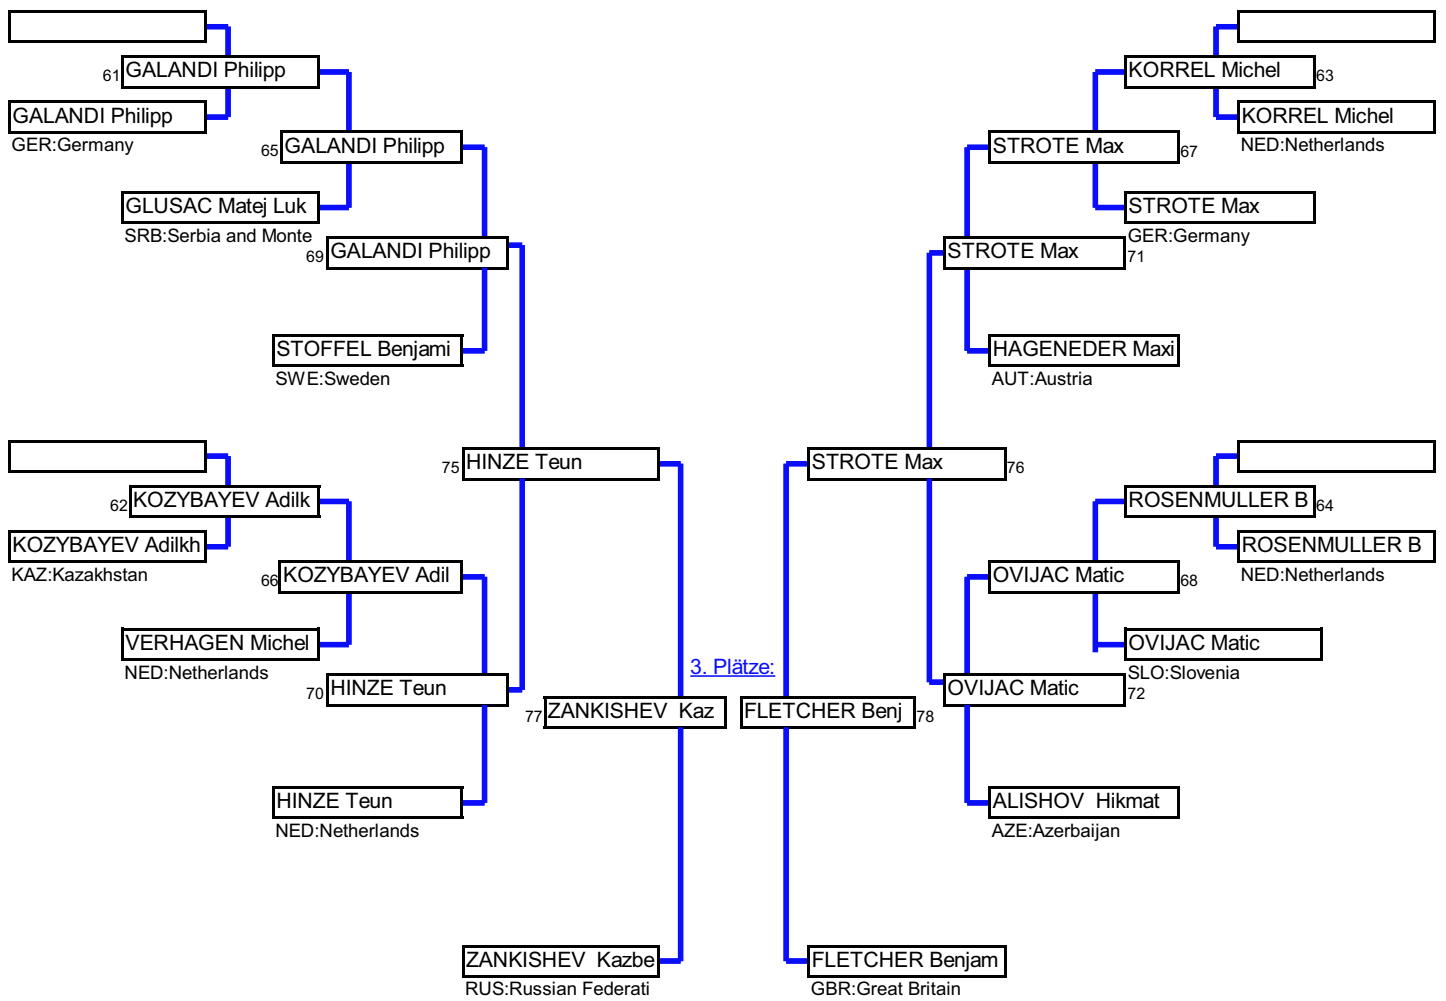 61 GALANDI Philipp
KORREL Michel 63
GALANDI Philipp
KORREL Michel
GER:Germany
NED:Netherlands
65 GALANDI Philipp
STROTE Max 67
GLUSAC Matej Luk
STROTE Max
SRB:Serbia and Monte
GER:Germany
69 GALANDI Philipp
STROTE Max 71
STOFFEL Benjami
HAGENEDER Maxi
SWE:Sweden
AUT:Austria
75 HINZE Teun
STROTE Max 76
62 KOZYBAYEV Adilk
ROSENMULLER B 64
KOZYBAYEV Adilkh
ROSENMULLER B
KAZ:Kazakhstan
NED:Netherlands
66 KOZYBAYEV Adil
OVIJAC Matic 68
VERHAGEN Michel
OVIJAC Matic
NED:Netherlands
SLO:Slovenia
3. Plätze:
70 HINZE Teun
OVIJAC Matic 72
77 ZANKISHEV Kaz
FLETCHER Benj 78
HINZE Teun
ALISHOV Hikmat
NED:Netherlands
AZE:Azerbaijan
ZANKISHEV Kazbe
FLETCHER Benjam
RUS:Russian Federati
GBR:Great Britain